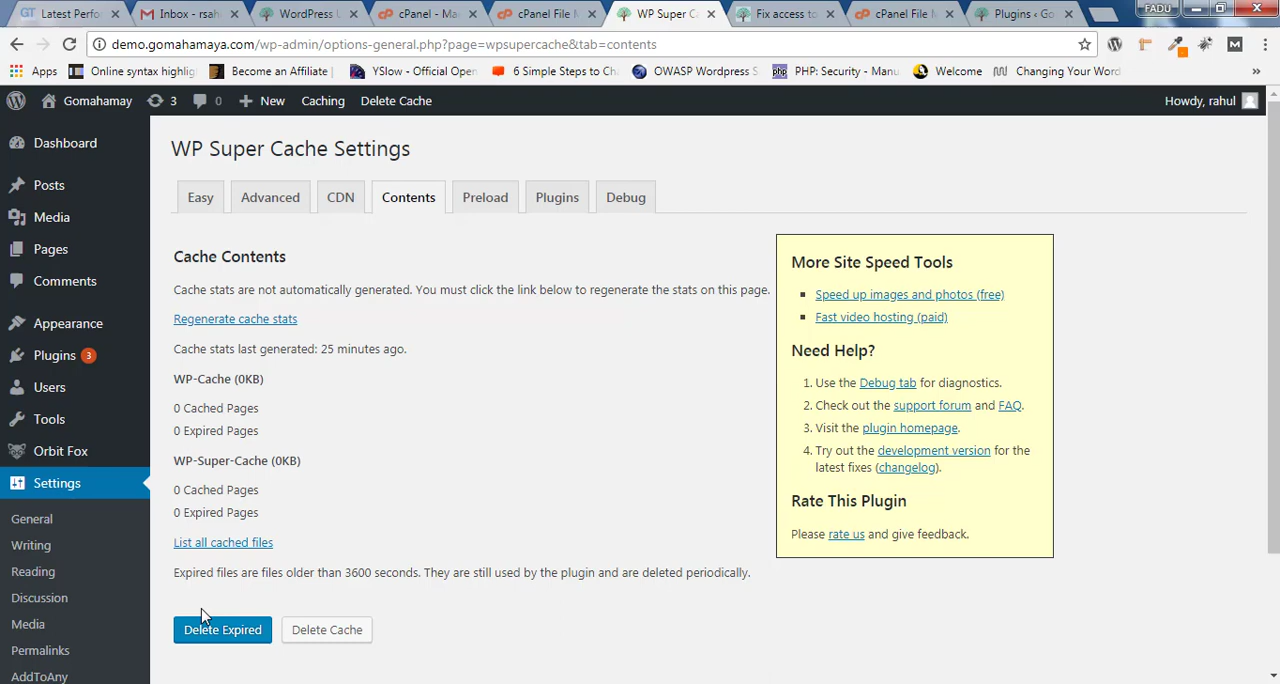 Latest Perfo
Inbox - rsah
WordPress U
cPanel - Ma
cPanel File M
WP Super C
Fix access to
cPanel File M
Plugins ‹ Go
FADU
demo.gomahamaya.com/wp-admin/options-general.php?page=wpsupercache&tab=contents
Apps
Online syntax highlig
Become an Affiliate
YSlow - Official Open
6 Simple Steps to Ch
OWASP Wordpress S
PHP: Security - Manu
Welcome
Changing Your Word
»
Gomahamay
3
0
New
Caching
Delete Cache
Howdy, rahul
Dashboard
Posts
Media
Pages
Comments
Appearance
Plugins 3
Users
Tools
Orbit Fox
Settings
General
Writing
Reading
Discussion
Media
Permalinks
AddToAny
WP Super Cache Settings
Easy
Advanced
CDN
Contents
Preload
Plugins
Debug
Cache Contents
Cache stats are not automatically generated. You must click the link below to regenerate the stats on this page.
Regenerate cache stats
Cache stats last generated: 25 minutes ago.
WP-Cache (0KB)
0 Cached Pages
0 Expired Pages
WP-Super-Cache (0KB)
0 Cached Pages
0 Expired Pages
List all cached files
Expired files are files older than 3600 seconds. They are still used by the plugin and are deleted periodically.
Delete Expired
Delete Cache
More Site Speed Tools
Speed up images and photos (free)
Fast video hosting (paid)
Need Help?
1. Use the Debug tab for diagnostics.
2. Check out the support forum and FAQ.
3. Visit the plugin homepage.
4. Try out the development version for the
latest fixes (changelog).
Rate This Plugin
Please rate us and give feedback.